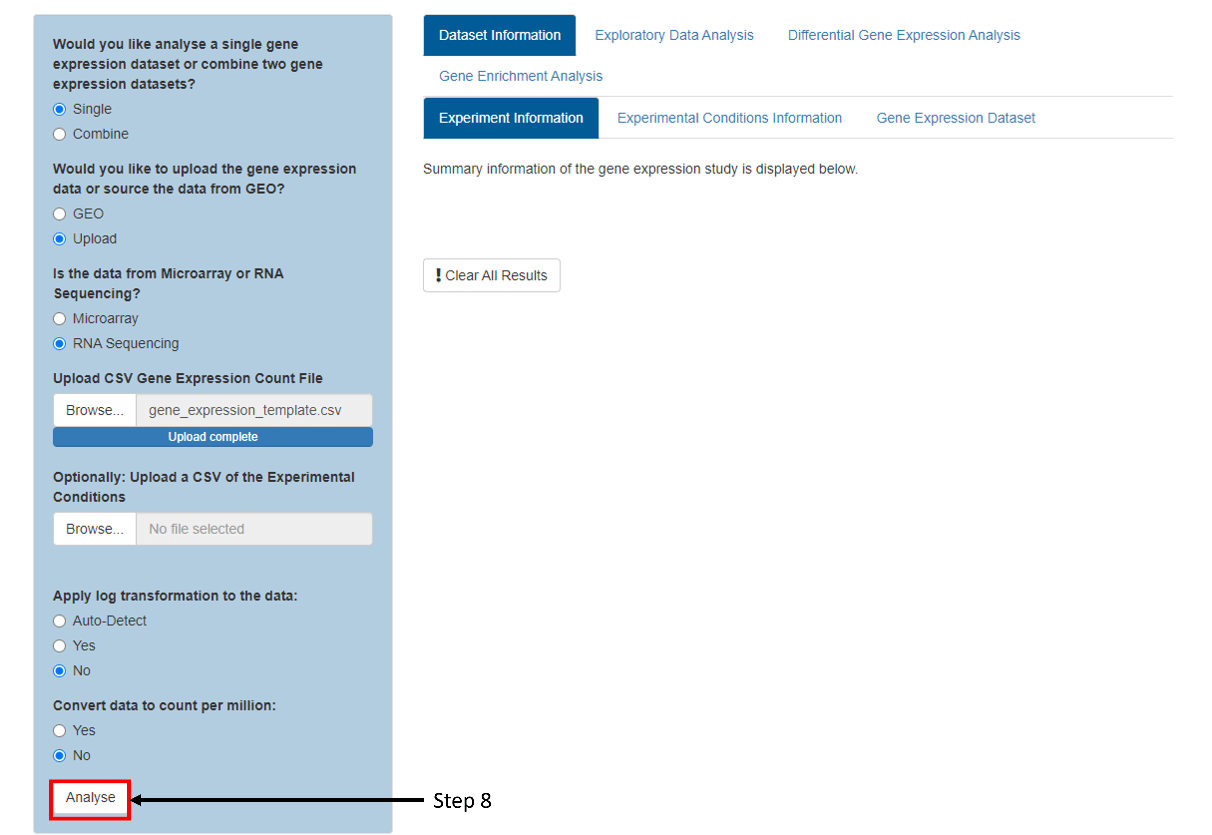 Would you like analyse a single gene
expression dataset or combine two gene
expression datasets?
Single
Combine
Would you like to upload the gene expression
data or source the data from GEO?
GEO
Upload
Is the data from Microarray or RNA
Sequencing?
Microarray
RNA Sequencing
Upload CSV Gene Expression Count File
Browse... gene_expression_template.csv
Upload complete
Optionally: Upload a CSV of the Experimental
Conditions
Browse... No file selected
Apply log transformation to the data:
Auto-Detect
Yes
No
Convert data to count per million:
Yes
No
Analyse
Step 8
Dataset Information Exploratory Data Analysis Differential Gene Expression Analysis
Gene Enrichment Analysis
Experiment Information Experimental Conditions Information Gene Expression Dataset
Summary information of the gene expression study is displayed below.
! Clear All Results